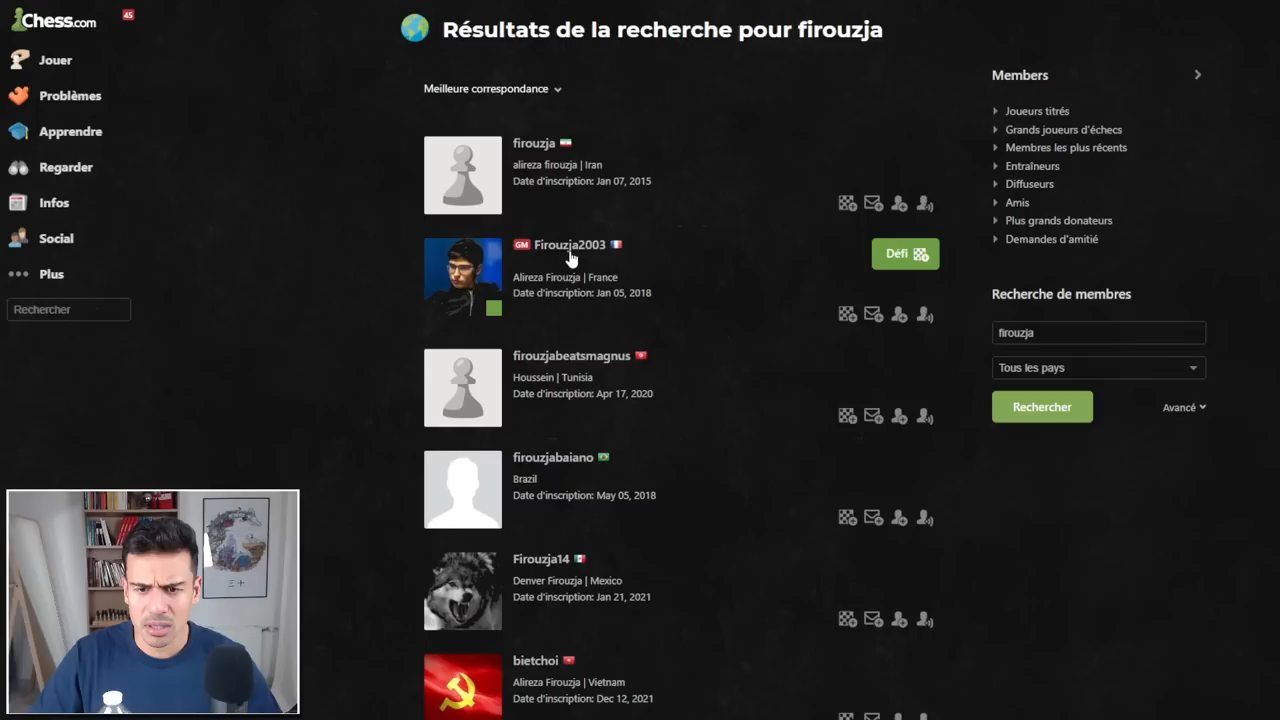 Chess.com
45
Jouer
Problèmes
Apprendre
Regarder
Infos
Social
Plus
Rechercher
Résultats de la recherche pour firouzja
Meilleure correspondance
firouzja
alireza firouzja | Iran
Date d'inscription: Jan 07, 2015
GM Firouzja2003
Alireza Firouzja | France
Date d'inscription: Jan 05, 2018
Défi
firouzjabeatsmagnus
Houssein | Tunisia
Date d'inscription: Apr 17, 2020
firouzjabaiano
Brazil
Date d'inscription: May 05, 2018
Firouzja14
Denver Firouzja | Mexico
Date d'inscription: Jan 21, 2021
bietchoi
Alireza Firouzja | Vietnam
Date d'inscription: Dec 12, 2021
Members
Joueurs titrés
Grands joueurs d'échecs
Membres les plus récents
Entraîneurs
Diffuseurs
Amis
Plus grands donateurs
Demandes d'amitié
Recherche de membres
firouzja
Tous les pays
Rechercher
Avancé